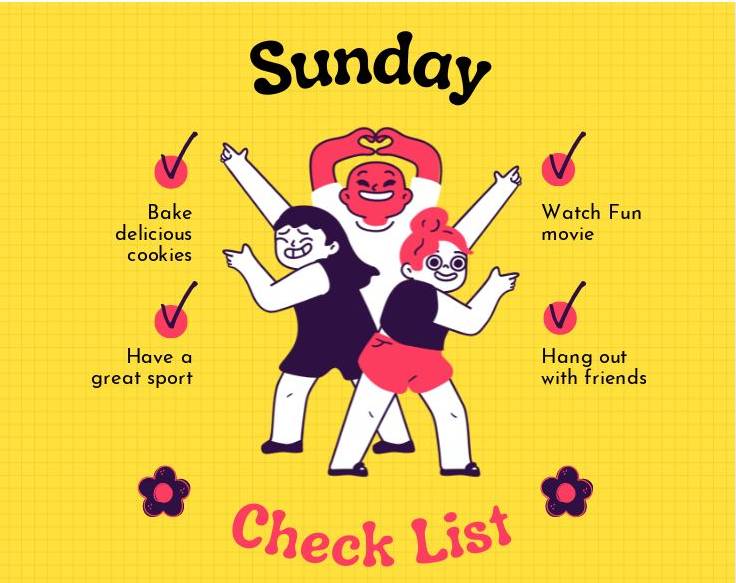 Sunday
Bake
delicious
cookies
Watch Fun
movie
Have a
great sport
Hang out
with friends
Check List